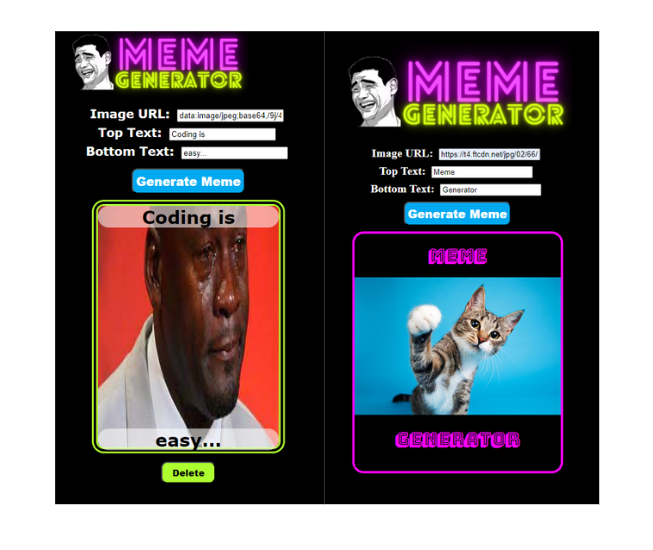 MEME
GENERATOR
Image URL: data:image/jpeg;base64,/9j/4
Top Text: Coding is
Bottom Text: easy...
Generate Meme
Coding is
easy...
Delete
MEME
GENERATOR
Image URL: https://t4.ftcdn.net/jpg/02/66/
Top Text: Meme
Bottom Text: Generator
Generate Meme
MEME
GENERATOR